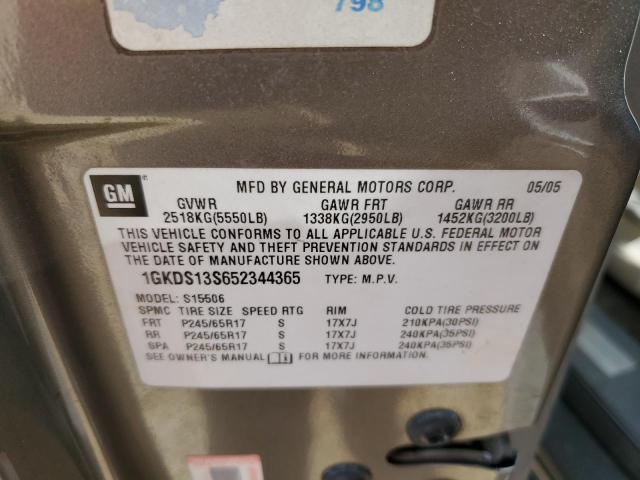 798
GM
MFD BY GENERAL MOTORS CORP. 05/05
GVWR GAWR FRT GAWR RR
2518KG(5550LB) 1338KG(2950LB) 1452KG(3200LB)
THIS VEHICLE CONFORMS TO ALL APPLICABLE U.S. FEDERAL MOTOR
VEHICLE SAFETY AND THEFT PREVENTION STANDARDS IN EFFECT ON
THE DATE OF MANUFACTURE SHOWN ABOVE.
1GKDS13S652344365 TYPE: M.P.V.
MODEL: S15506
SPMC TIRE SIZE SPEED RTG RIM COLD TIRE PRESSURE
FRT P245/65R17 S 17X7J 210KPA(30PSI)
RR P245/65R17 S 17X7J 240KPA(35PSI)
SPA P245/65R17 S 17X7J 240KPA(35PSI)
SEE OWNER'S MANUAL FOR MORE INFORMATION.